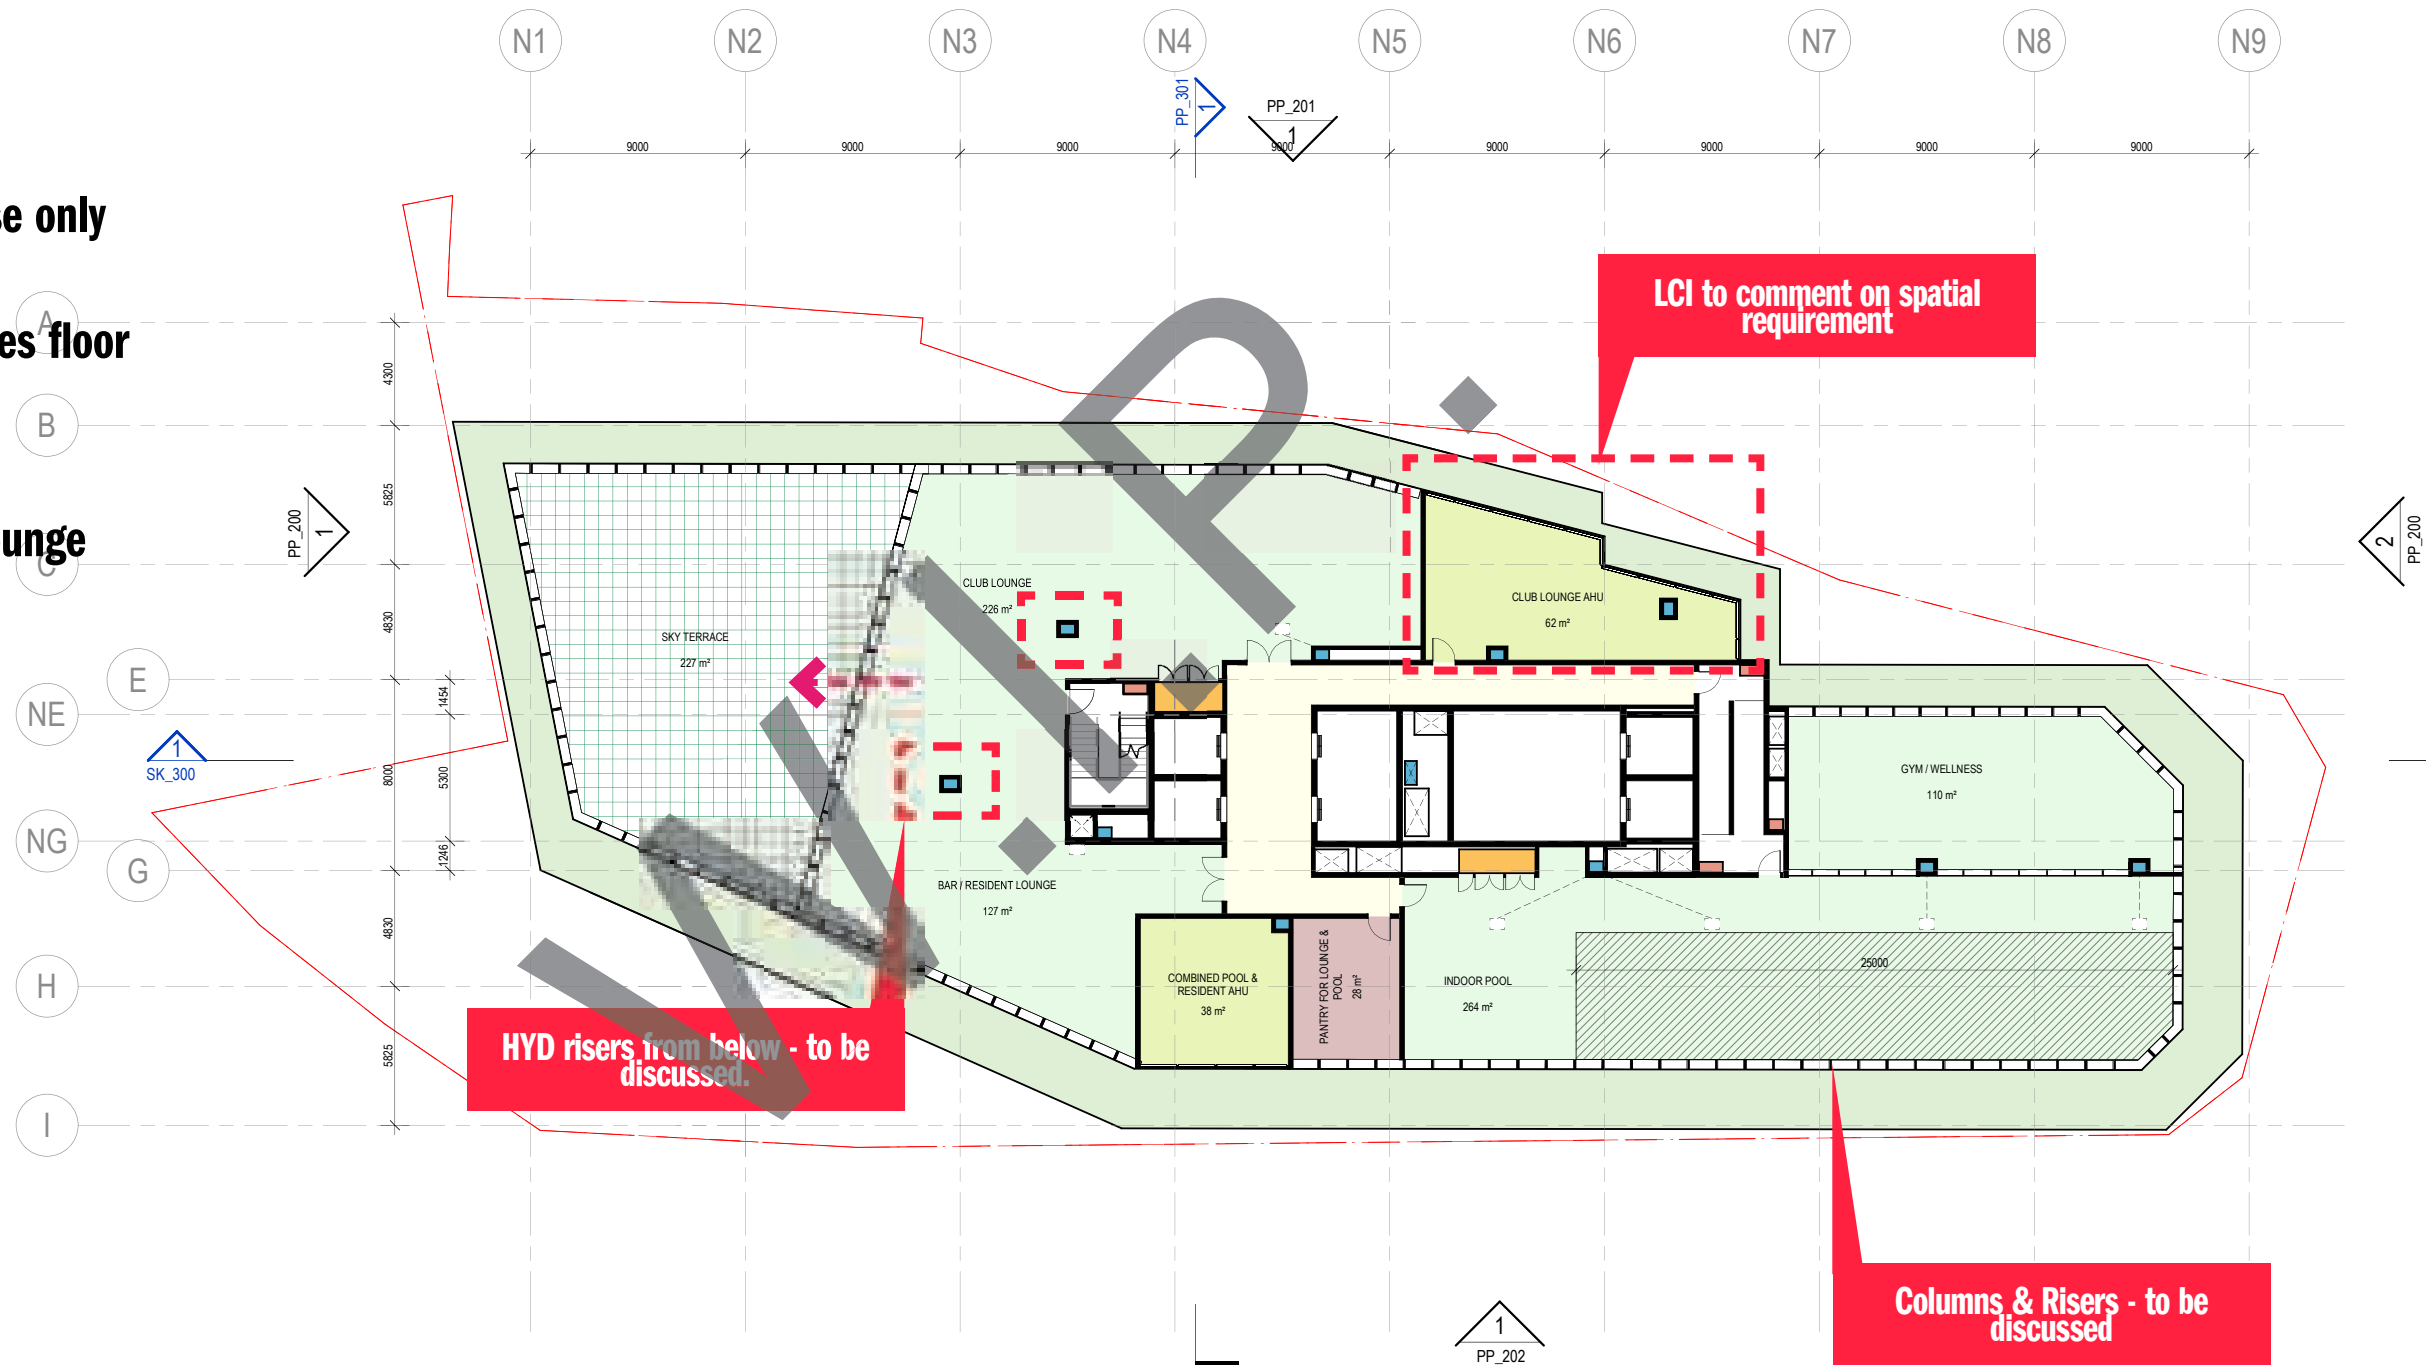 N1 N2 N3 N4 N5 N6 N7 N8 N9
PP_301
1
PP_201
1
9000 9000 9000 9000 9000 9000 9000 9000
se only
LCI to comment on spatial
requirement
A
es floor
4300
B
5825
PP_200
1
2
PP_200
unge
C
CLUB LOUNGE
226 m²
CLUB LOUNGE AHU
62 m²
4830
SKY TERRACE
227 m²
E
1454
NE
1
SK_300
8000
5300
GYM / WELLNESS
110 m²
NG
1246
G
BAR / RESIDENT LOUNGE
127 m²
4830
H
COMBINED POOL &
RESIDENT AHU
38 m²
PANTRY FOR LOUNGE &
POOL
28 m²
INDOOR POOL
264 m²
25000
HYD risers from below - to be
discussed.
5825
I
W.I.P.
Columns & Risers - to be
discussed
1
PP_202